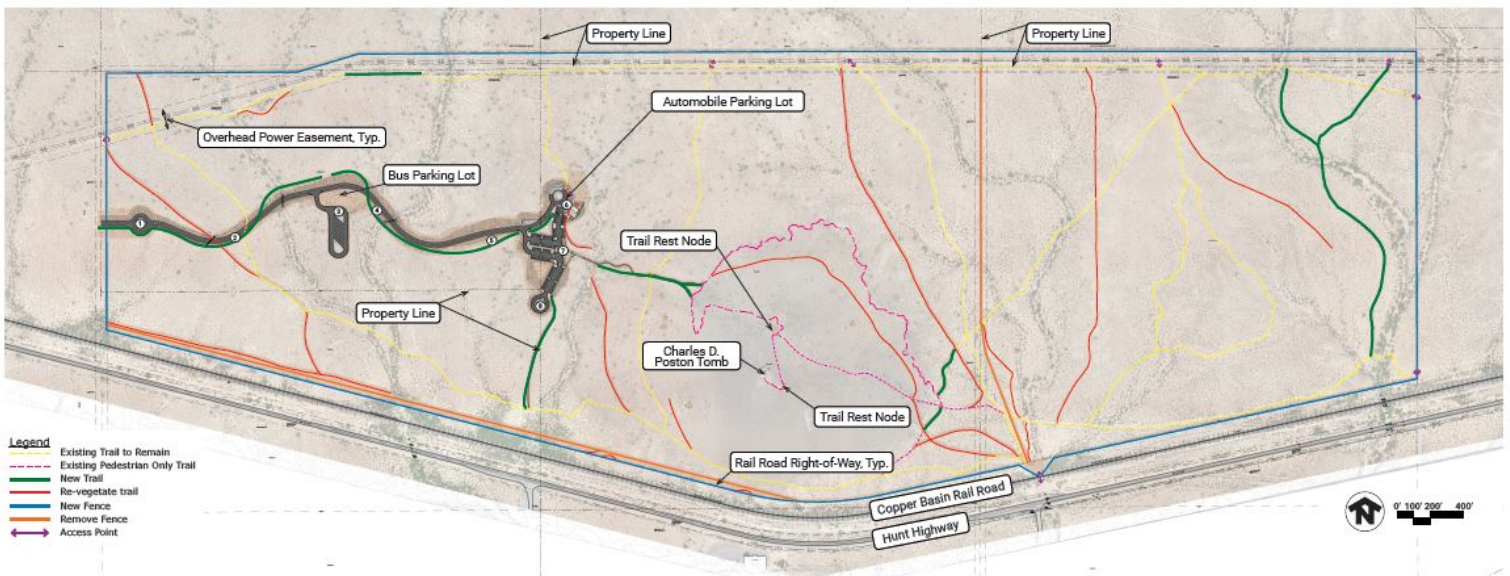 Property Line
Property Line
Automobile Parking Lot
Overhead Power Easement, Typ.
Bus Parking Lot
1
2
3
4
5
6
7
8
Trail Rest Node
Property Line
Charles D.
Poston Tomb
Trail Rest Node
Rail Road Right-of-Way, Typ.
Copper Basin Rail Road
Hunt Highway
Legend
Existing Trail to Remain
Existing Pedestrian Only Trail
New Trail
Re-vegetate trail
New Fence
Remove Fence
Access Point
N
0' 100' 200' 400'